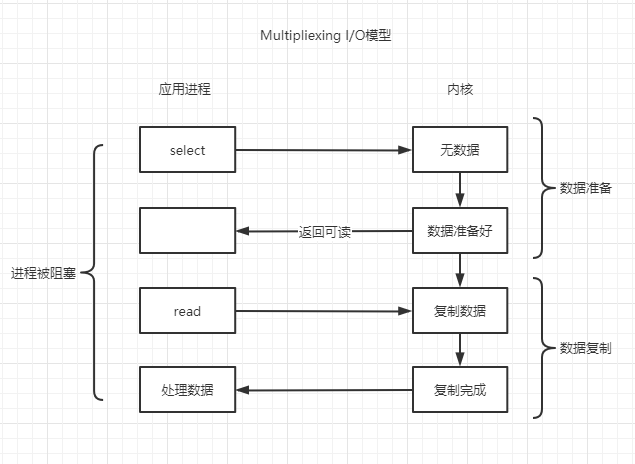 Multipliexing I/O模型
应用进程
内核
select
无数据
数据准备
返回可读
数据准备好
进程被阻塞
read
复制数据
数据复制
处理数据
复制完成